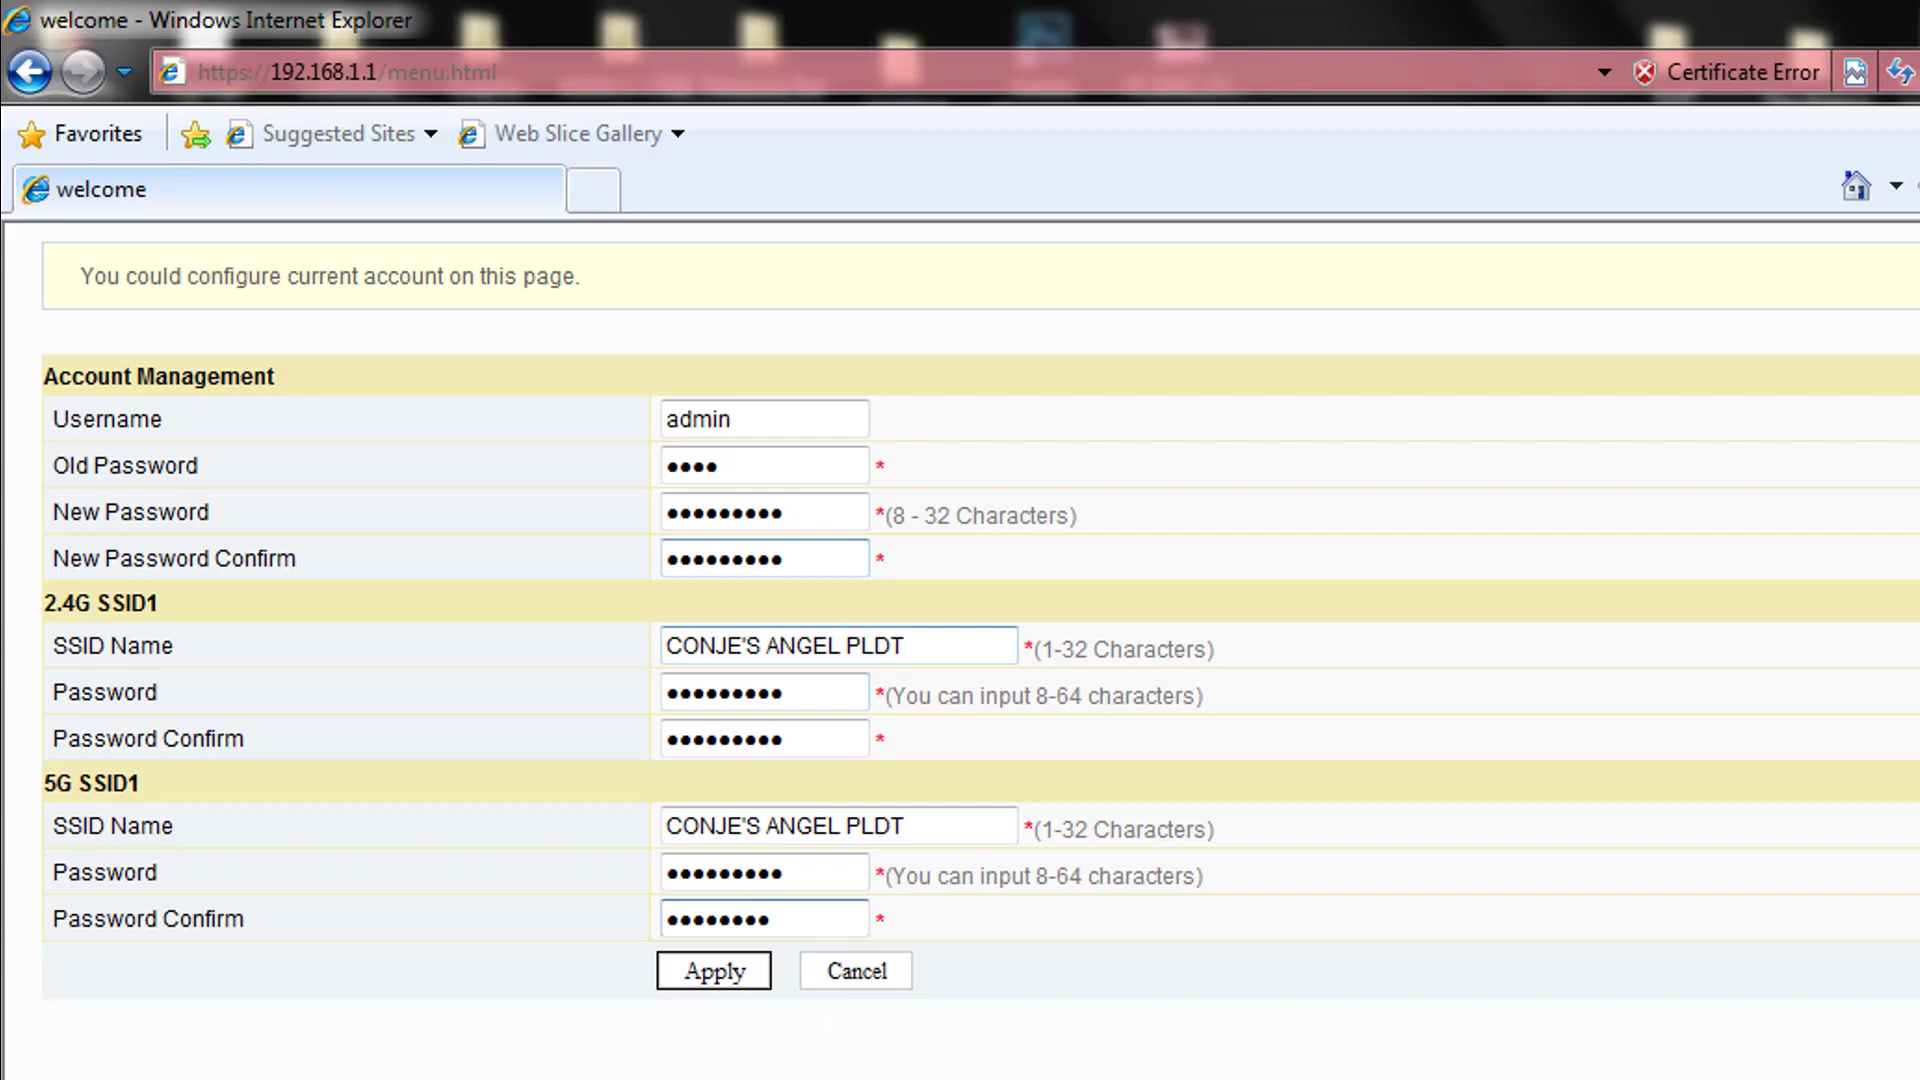 welcome - Windows Internet Explorer
https://192.168.1.1/menu.html Certificate Error
Favorites Suggested Sites Web Slice Gallery
welcome
You could configure current account on this page.
Account Management
Username admin
Old Password •••• *
New Password ••••••••• *(8 - 32 Characters)
New Password Confirm ••••••••• *
2.4G SSID1
SSID Name CONJE'S ANGEL PLDT *(1-32 Characters)
Password ••••••••• *(You can input 8-64 characters)
Password Confirm ••••••••• *
5G SSID1
SSID Name CONJE'S ANGEL PLDT *(1-32 Characters)
Password ••••••••• *(You can input 8-64 characters)
Password Confirm •••••••• *
Apply Cancel